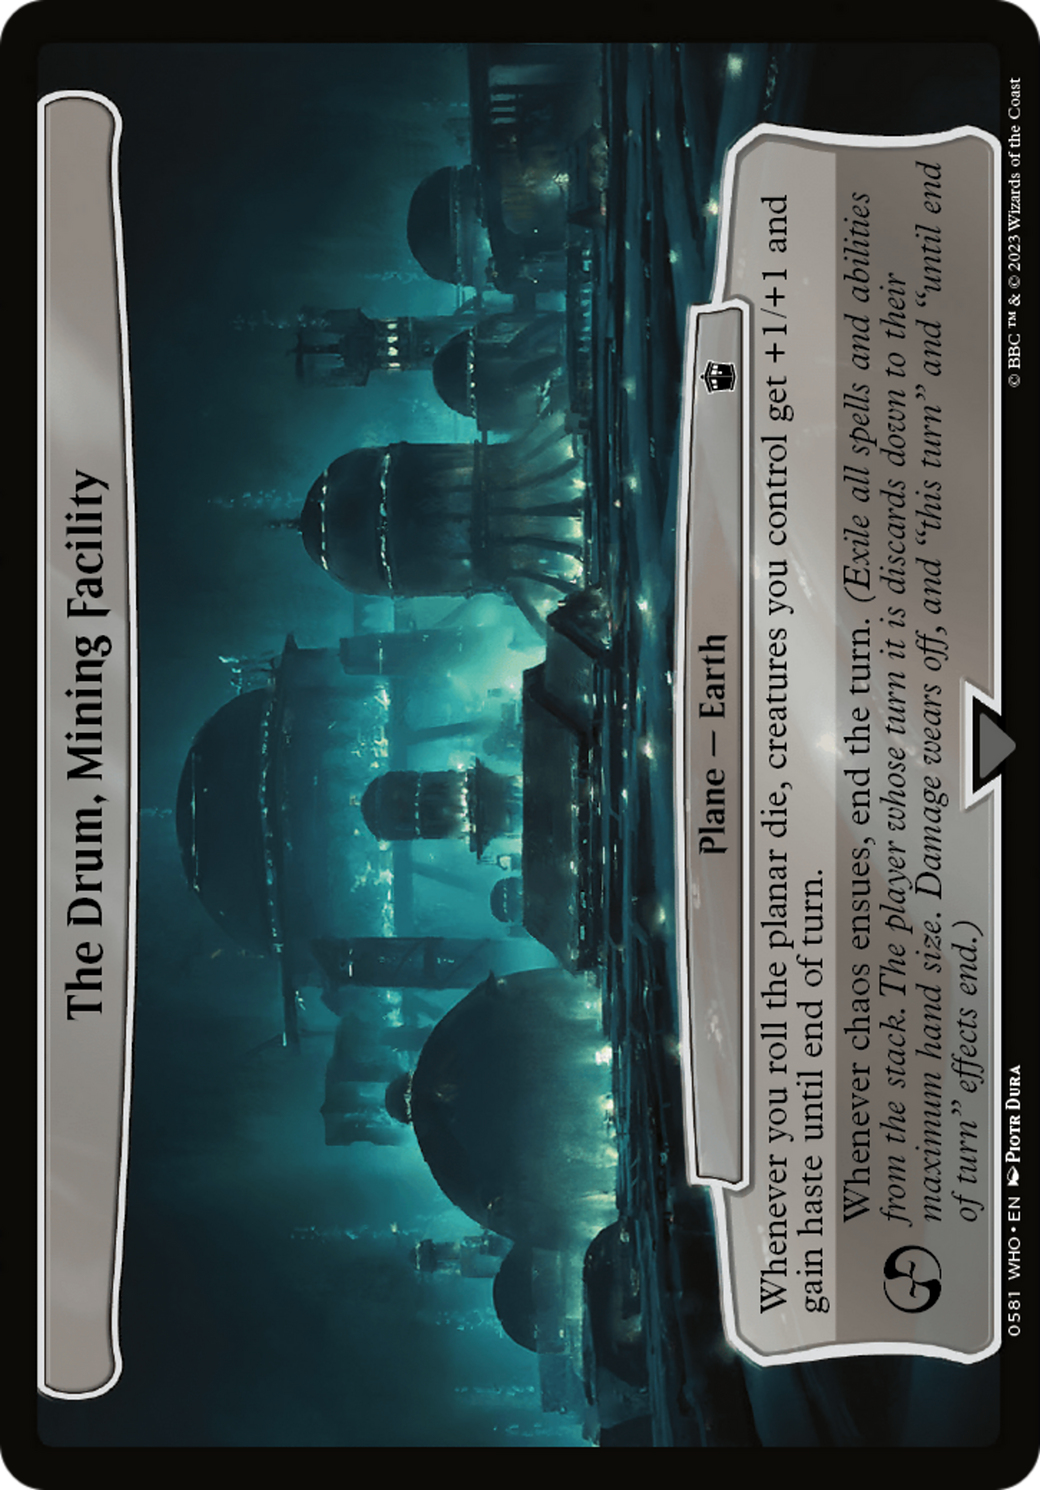 The Drum, Mining Facility
Plane — Earth
Whenever you roll the planar die, creatures you control get +1/+1 and
gain haste until end of turn.
Whenever chaos ensues, end the turn. (Exile all spells and abilities
from the stack. The player whose turn it is discards down to their
maximum hand size. Damage wears off, and “this turn” and “until end
of turn” effects end.)
0581 WHO • EN Piotr Dura
© BBC ™ & © 2023 Wizards of the Coast